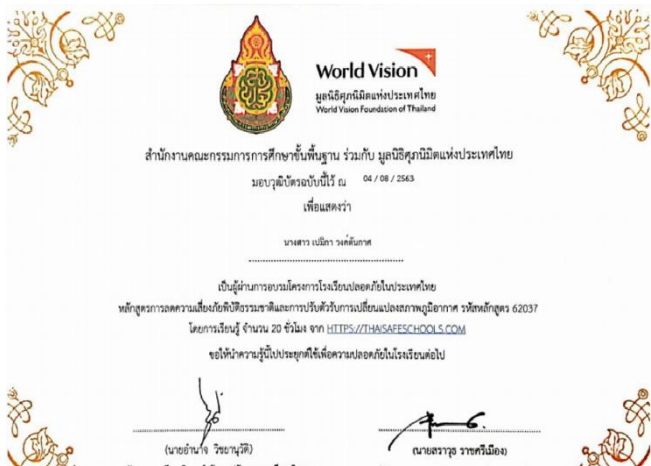 World Vision
มูลนิธิศุภนิมิตแห่งประเทศไทย
World Vision Foundation of Thailand
สำนักงานคณะกรรมการการศึกษาขั้นพื้นฐาน ร่วมกับ มูลนิธิศุภนิมิตแห่งประเทศไทย
มอบวุฒิบัตรฉบับนี้ไว้ ณ 04 / 08 / 2563
เพื่อแสดงว่า
นางสาว เปมิกา วงค์ต้นกาศ
เป็นผู้ผ่านการอบรมโครงการโรงเรียนปลอดภัยในประเทศไทย
หลักสูตรการลดความเสี่ยงภัยพิบัติธรรมชาติและการปรับตัวรับการเปลี่ยนแปลงสภาพภูมิอากาศ รหัสหลักสูตร 62037
โดยการเรียนรู้ จำนวน 20 ชั่วโมง จาก HTTPS://THAISAFESCHOOLS.COM
ขอให้นำความรู้นี้ไปประยุกต์ใช้เพื่อความปลอดภัยในโรงเรียนต่อไป
(นายอำนาจ วิชยานุวัติ) (นายสราวุธ ราชศรีเมือง)